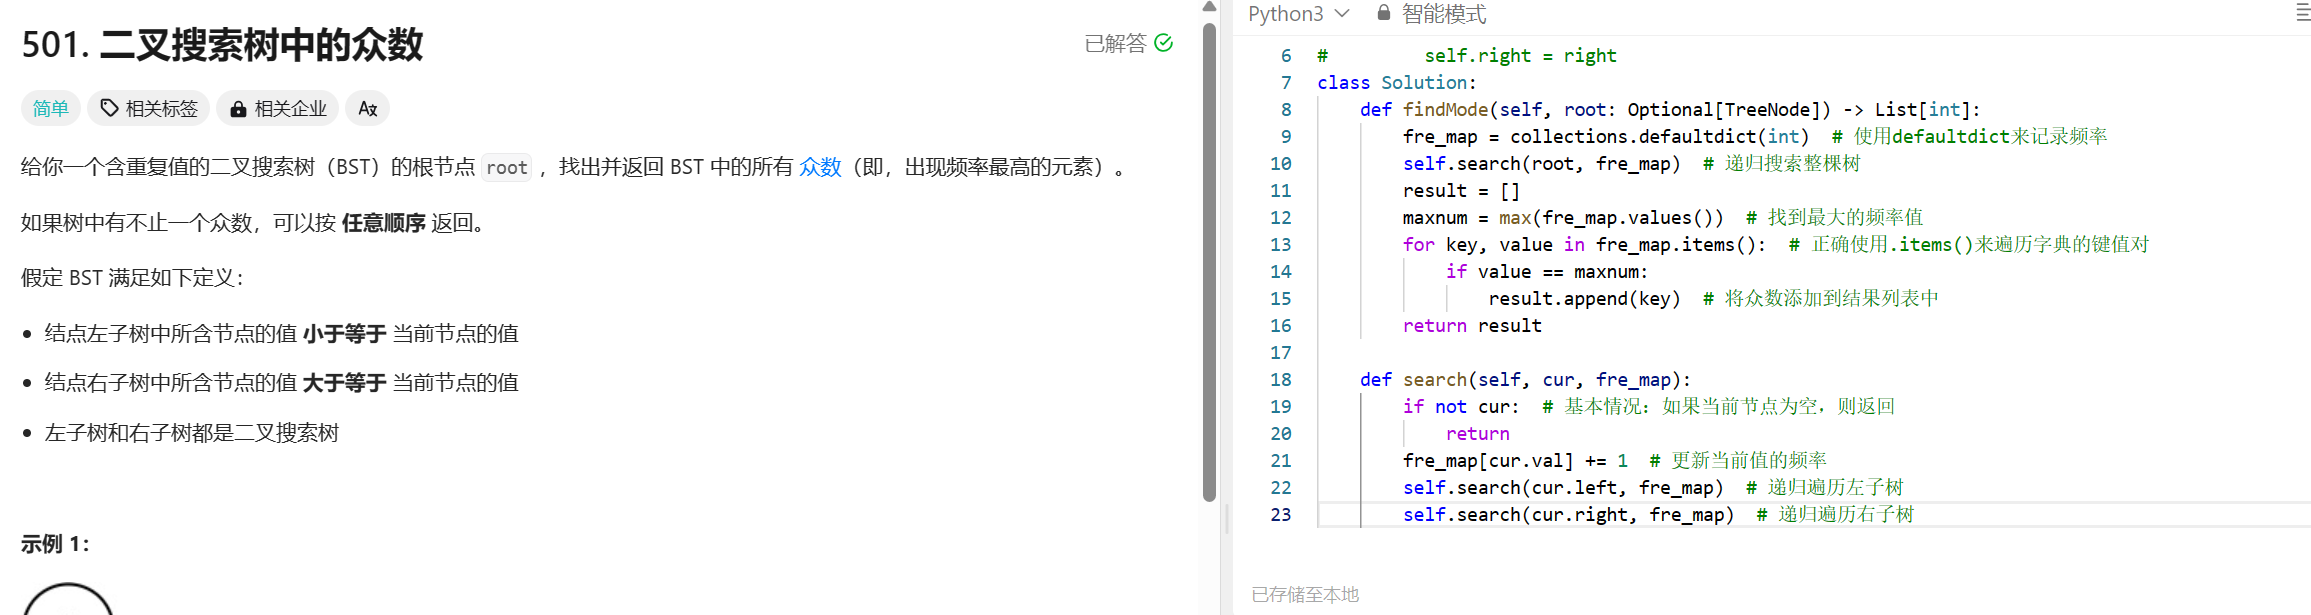 501. 二叉搜索树中的众数
已解答
简单
相关标签
相关企业
给你一个含重复值的二叉搜索树（BST）的根节点 root ，找出并返回 BST 中的所有 众数（即，出现频率最高的元素）。
如果树中有不止一个众数，可以按 任意顺序 返回。
假定 BST 满足如下定义：
• 结点左子树中所含节点的值 小于等于 当前节点的值
• 结点右子树中所含节点的值 大于等于 当前节点的值
• 左子树和右子树都是二叉搜索树
示例 1：
Python3
智能模式
6 #         self.right = right
7 class Solution:
8     def findMode(self, root: Optional[TreeNode]) -> List[int]:
9         fre_map = collections.defaultdict(int)  # 使用defaultdict来记录频率
10         self.search(root, fre_map)  # 递归搜索整棵树
11         result = []
12         maxnum = max(fre_map.values())  # 找到最大的频率值
13         for key, value in fre_map.items():  # 正确使用.items()来遍历字典的键值对
14             if value == maxnum:
15                 result.append(key)  # 将众数添加到结果列表中
16         return result
17
18     def search(self, cur, fre_map):
19         if not cur:  # 基本情况：如果当前节点为空，则返回
20             return
21         fre_map[cur.val] += 1  # 更新当前值的频率
22         self.search(cur.left, fre_map)  # 递归遍历左子树
23         self.search(cur.right, fre_map)  # 递归遍历右子树
已存储至本地